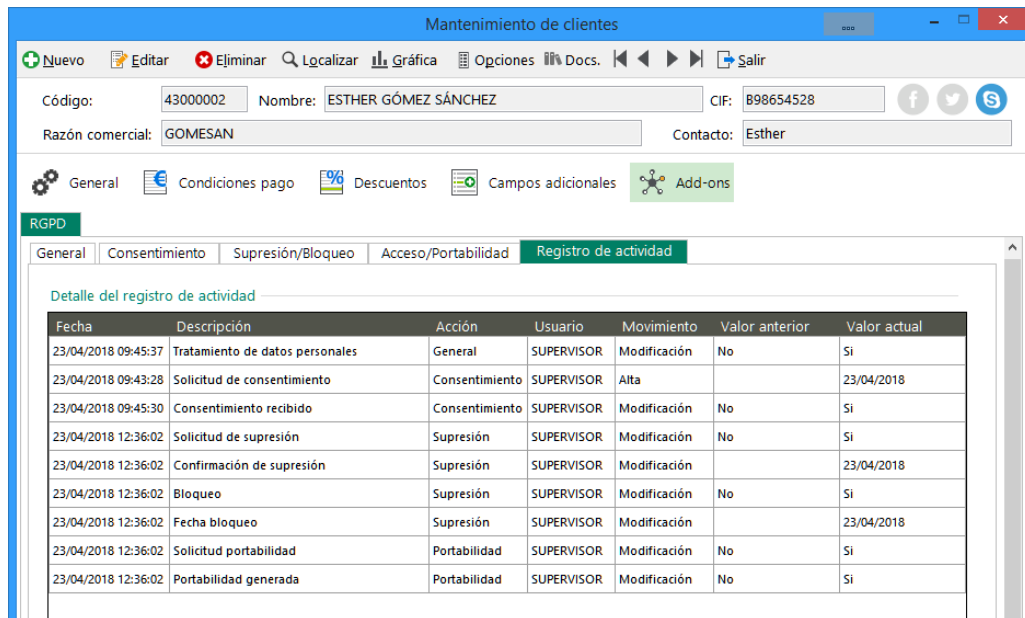 Mantenimiento de clientes
Nuevo Editar Eliminar Localizar Gráfica Opciones Docs. Salir
Código: 43000002 Nombre: ESTHER GÓMEZ SÁNCHEZ CIF: B98654528
Razón comercial: GOMESAN Contacto: Esther
General Condiciones pago Descuentos Campos adicionales Add-ons
RGPD
General Consentimiento Supresión/Bloqueo Acceso/Portabilidad Registro de actividad
Detalle del registro de actividad
Fecha Descripción Acción Usuario Movimiento Valor anterior Valor actual
23/04/2018 09:45:37 Tratamiento de datos personales General SUPERVISOR Modificación No Si
23/04/2018 09:43:28 Solicitud de consentimiento Consentimiento SUPERVISOR Alta 23/04/2018
23/04/2018 09:45:30 Consentimiento recibido Consentimiento SUPERVISOR Modificación No Si
23/04/2018 12:36:02 Solicitud de supresión Supresión SUPERVISOR Modificación No Si
23/04/2018 12:36:02 Confirmación de supresión Supresión SUPERVISOR Modificación 23/04/2018
23/04/2018 12:36:02 Bloqueo Supresión SUPERVISOR Modificación No Si
23/04/2018 12:36:02 Fecha bloqueo Supresión SUPERVISOR Modificación 23/04/2018
23/04/2018 12:36:02 Solicitud portabilidad Portabilidad SUPERVISOR Modificación No Si
23/04/2018 12:36:02 Portabilidad generada Portabilidad SUPERVISOR Modificación No Si